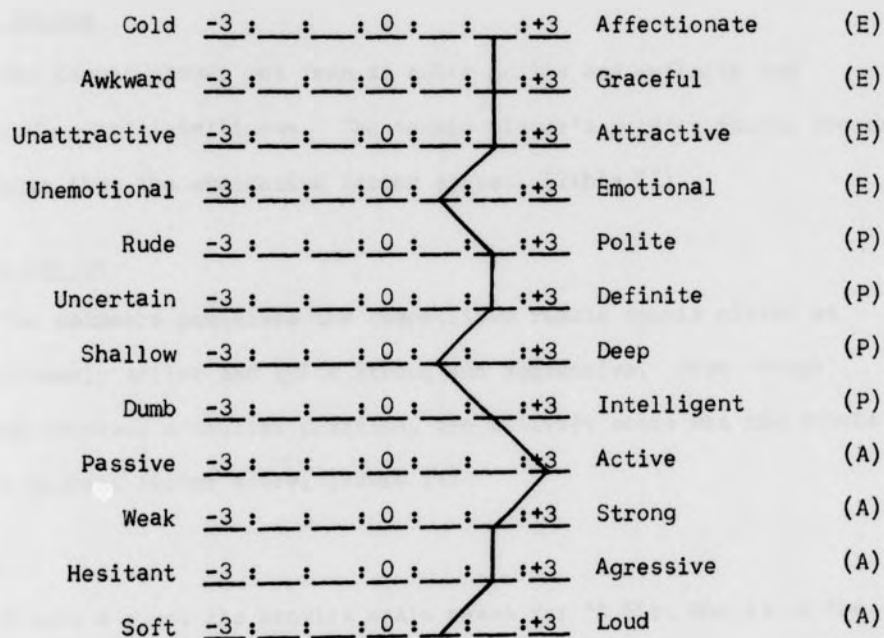 Cold -3 : : : 0 : : : +3 Affectionate (E)
Awkward -3 : : : 0 : : : +3 Graceful (E)
Unattractive -3 : : : 0 : : : +3 Attractive (E)
Unemotional -3 : : : 0 : : : +3 Emotional (E)
Rude -3 : : : 0 : : : +3 Polite (P)
Uncertain -3 : : : 0 : : : +3 Definite (P)
Shallow -3 : : : 0 : : : +3 Deep (P)
Dumb -3 : : : 0 : : : +3 Intelligent (P)
Passive -3 : : : 0 : : : +3 Active (A)
Weak -3 : : : 0 : : : +3 Strong (A)
Hesitant -3 : : : 0 : : : +3 Agressive (A)
Soft -3 : : : 0 : : : +3 Loud (A)